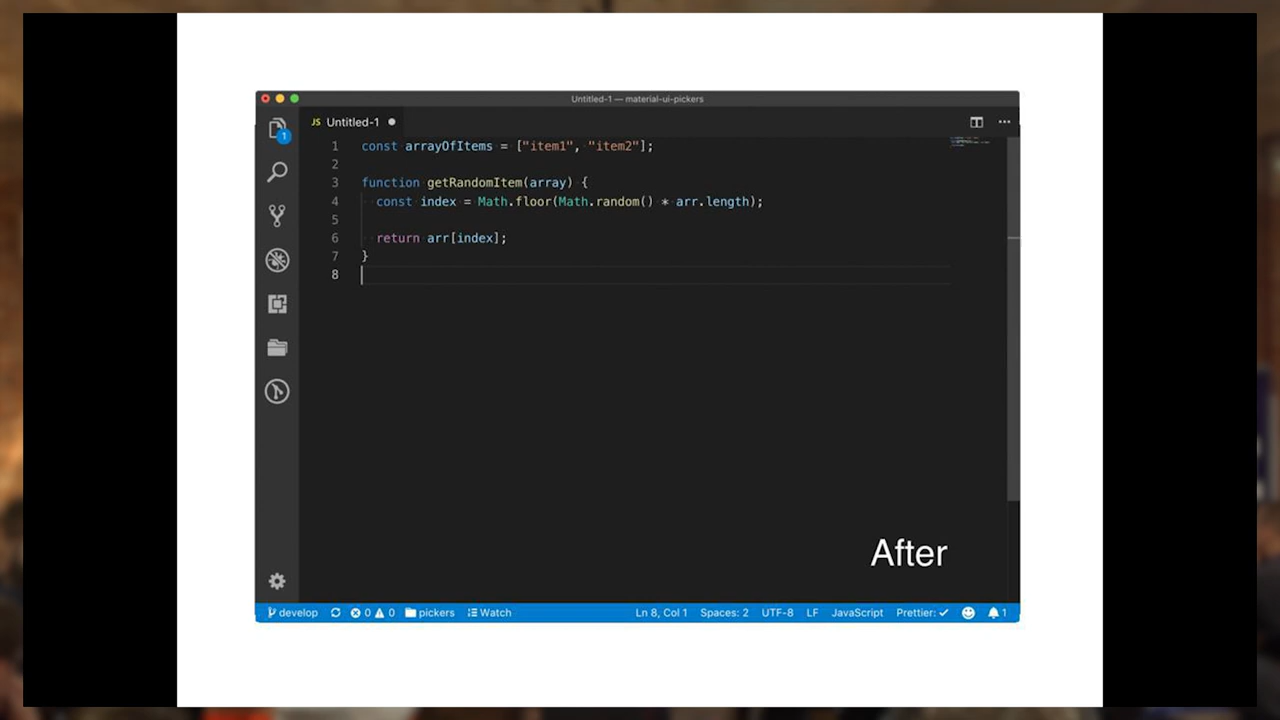 Untitled-1 — material-ui-pickers
1
JS Untitled-1
1 const arrayOfItems = ["item1", "item2"];
2
3 function getRandomItem(array) {
4 const index = Math.floor(Math.random() * arr.length);
5
6 return arr[index];
7 }
8
After
develop 0 0 pickers Watch Ln 8, Col 1 Spaces: 2 UTF-8 LF JavaScript Prettier: ✓ 1